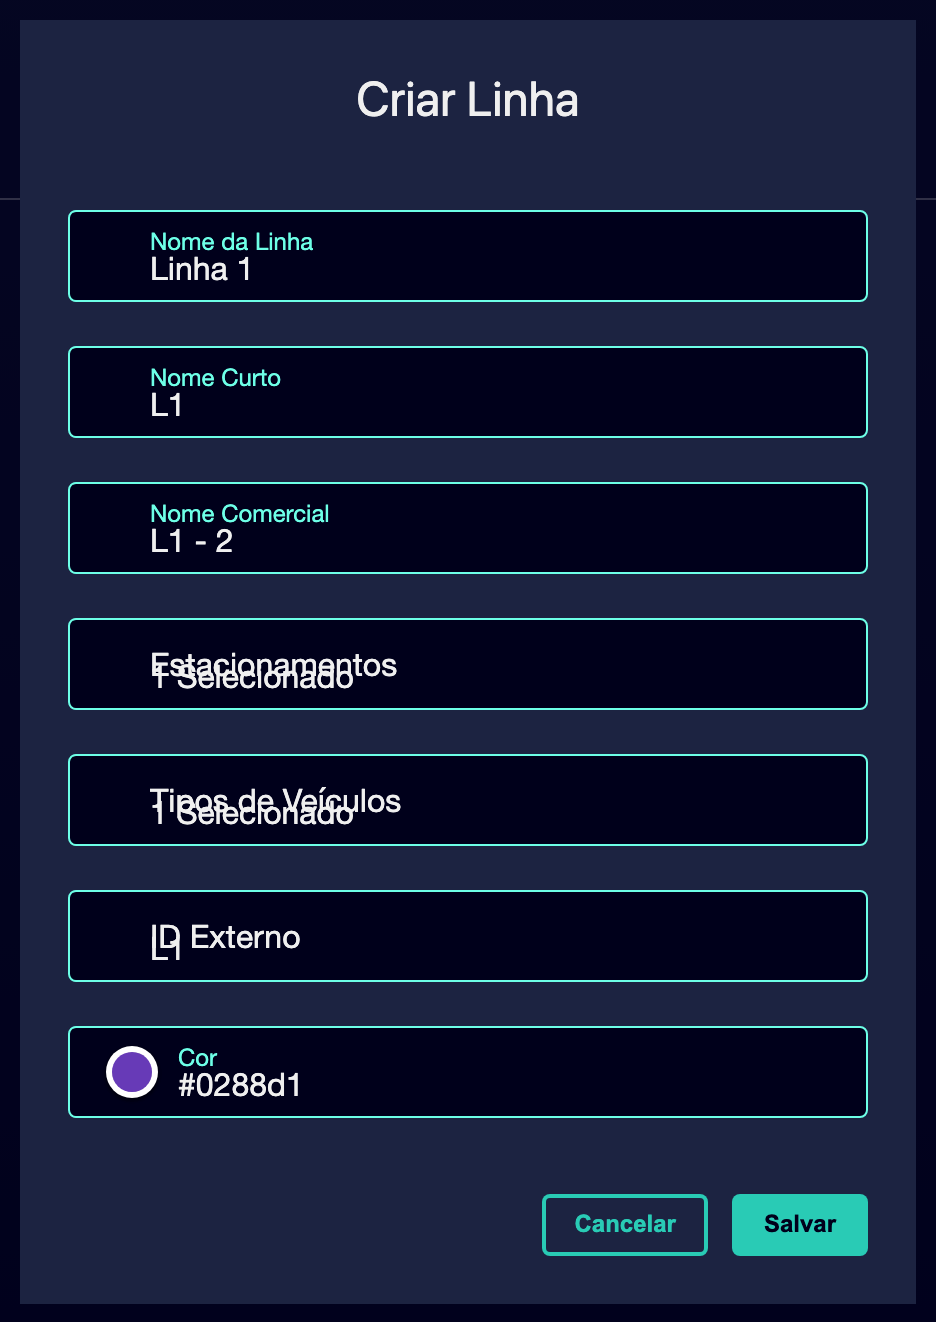 Criar Linha
Nome da Linha
Linha 1
Nome Curto
L1
Nome Comercial
L1 - 2
Estacionamentos
1 Selecionado
Tipos de Veículos
1 Selecionado
ID Externo
L1
Cor
#0288d1
Cancelar
Salvar